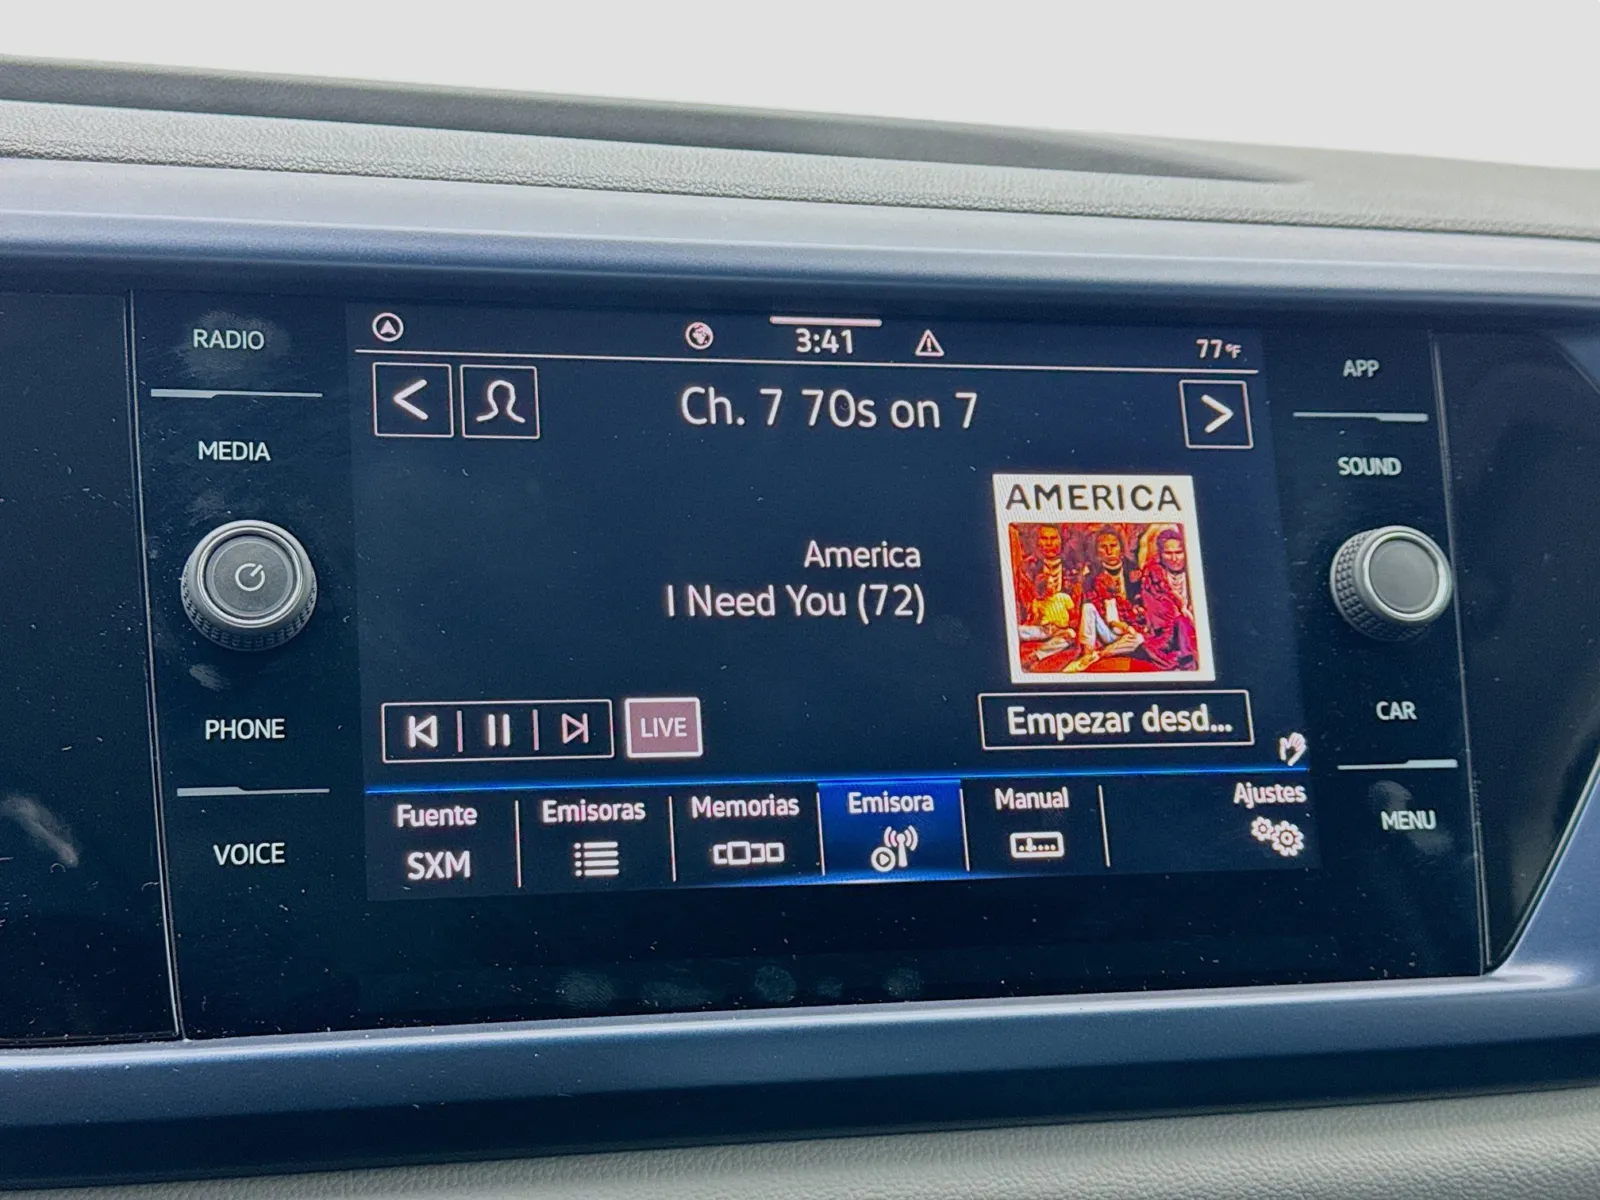 RADIO
MEDIA
PHONE
VOICE
3:41
77°F
Ch. 7 70s on 7
AMERICA
America
I Need You (72)
LIVE
Empezar desd...
Fuente
SXM
Emisoras
Memorias
Emisora
Manual
Ajustes
APP
SOUND
CAR
MENU